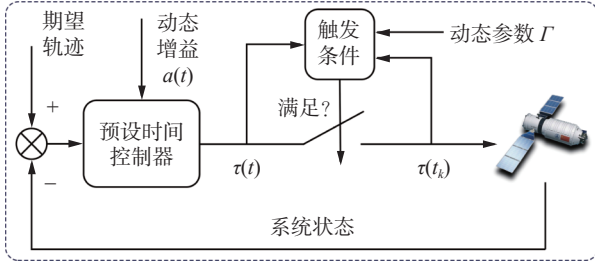 期望
轨迹
动态
增益
a(t)
触发
条件
动态参数 Γ
满足?
+
预设时间
控制器
−
τ(t)
τ(t_k)
系统状态